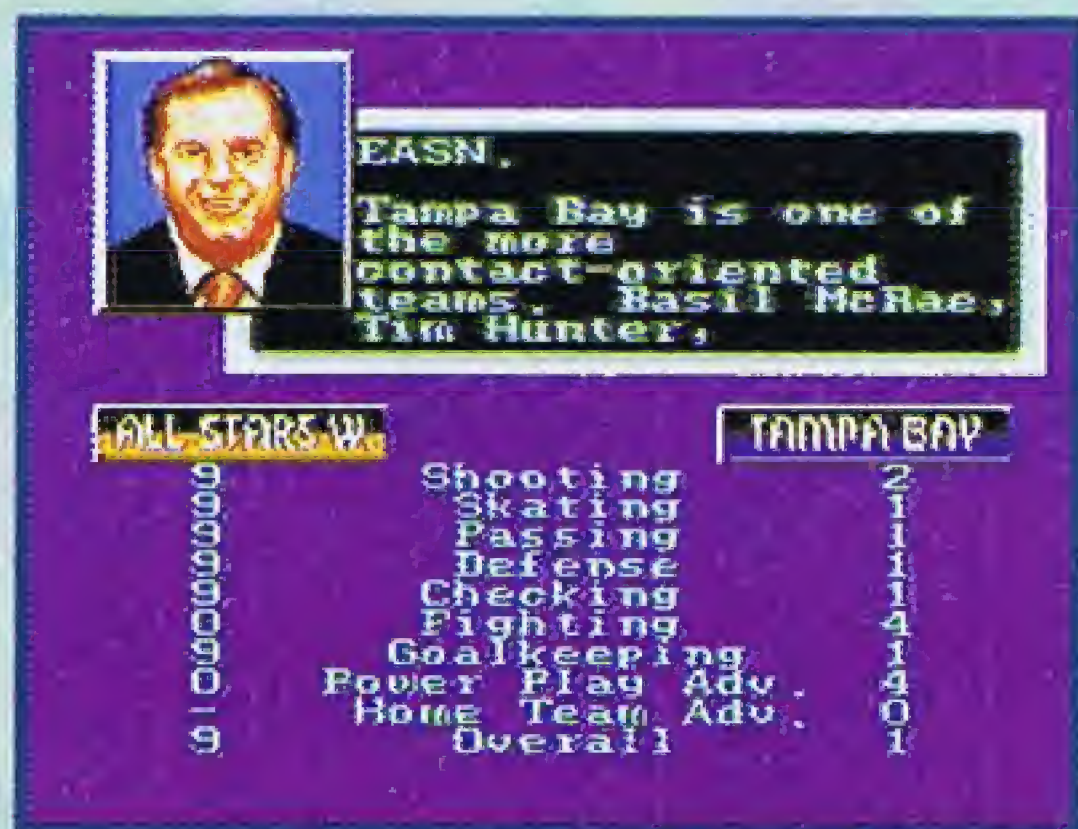 EASN.
Tampa Bay is one of
the more
contact-oriented
teams. Basil McRae,
Tim Hunter,
ALL STARS W. TAMPA BAY
9 Shooting 2
9 Skating 1
9 Passing 1
9 Defense 1
9 Checking 1
0 Fighting 4
9 Goalkeeping 1
0 Power Play Adv. 4
- Home Team Adv. 0
9 Overall 1